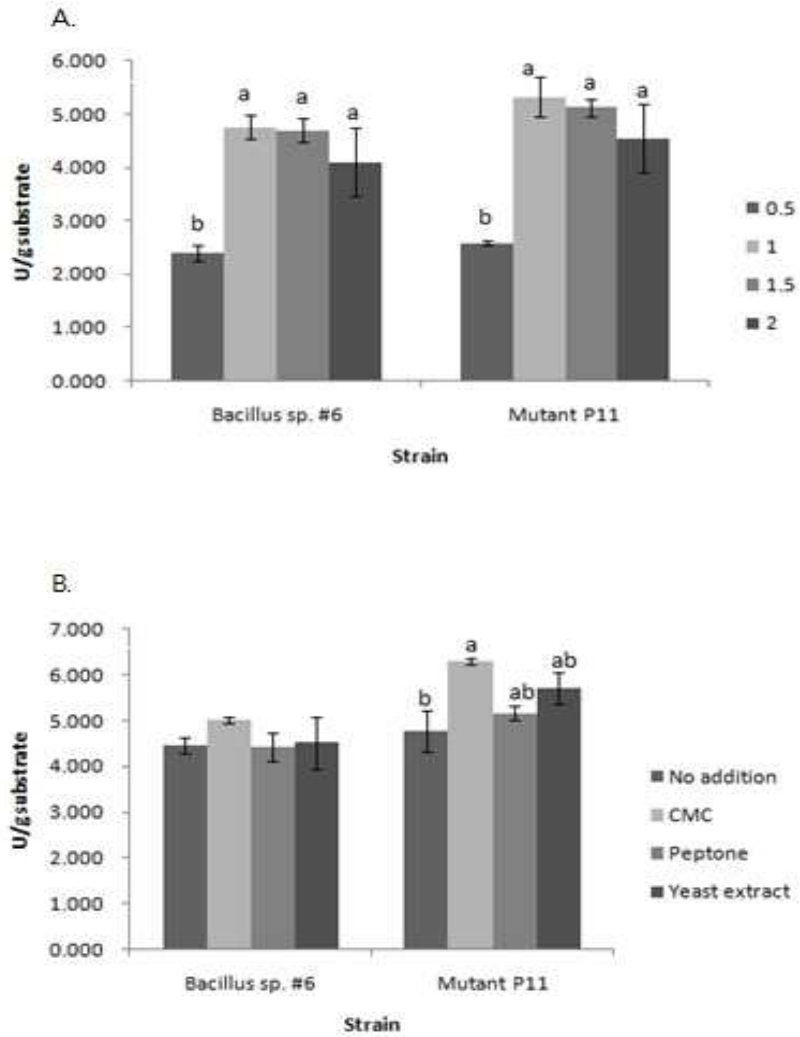 A.
6.000
5.000
4.000
3.000
2.000
1.000
0.000
U/gsubstrate
b
a
a
a
b
a
a
a
Bacillus sp. #6
Mutant P11
Strain
0.5
1
1.5
2
B.
7.000
6.000
5.000
4.000
3.000
2.000
1.000
0.000
U/gsubstrate
b
a
ab
ab
Bacillus sp. #6
Mutant P11
Strain
No addition
CMC
Peptone
Yeast extract